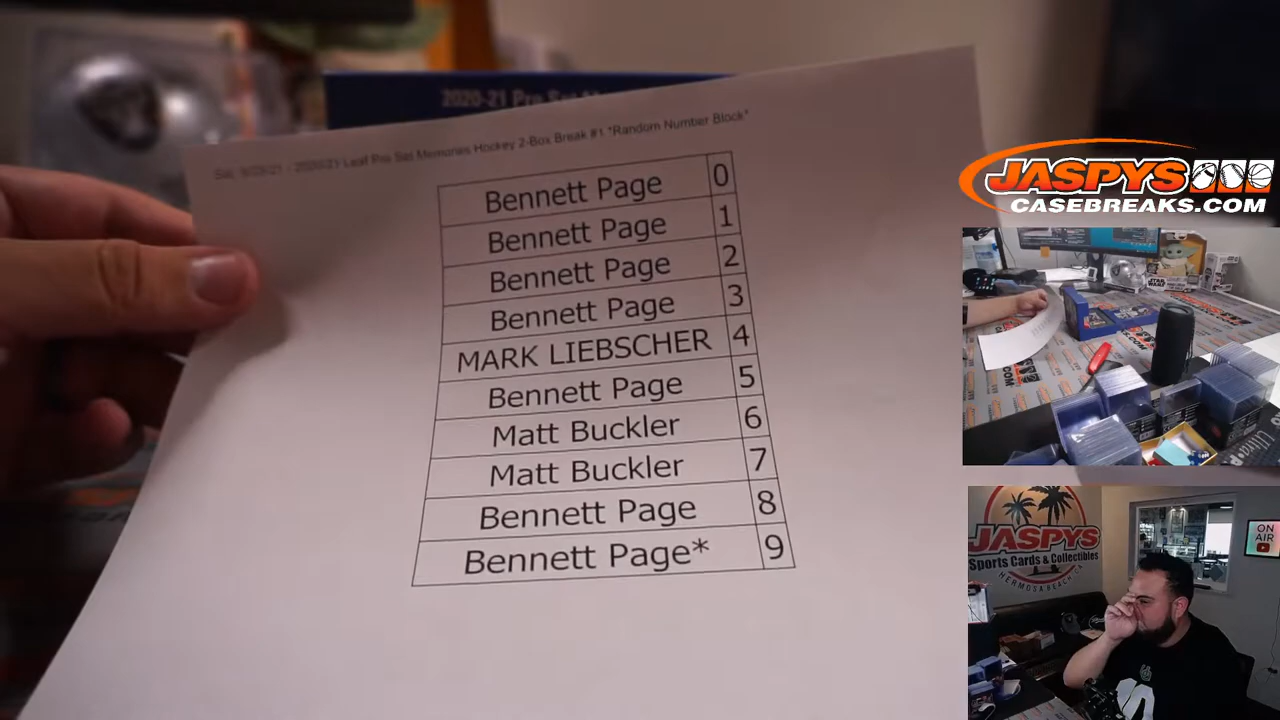 2020-21 Pro Set
Sat, - 2020-21 Leaf Pro Set Memories Hockey 2-Box Break #1 *Random Number Block*
Bennett Page 0
Bennett Page 1
Bennett Page 2
Bennett Page 3
MARK LIEBSCHER 4
Bennett Page 5
Matt Buckler 6
Matt Buckler 7
Bennett Page 8
Bennett Page* 9
JASPYS
CASEBREAKS.COM
STAR WARS
JASPYS
Sports Cards & Collectibles
HERMOSA BEACH, CA
ON
AIR